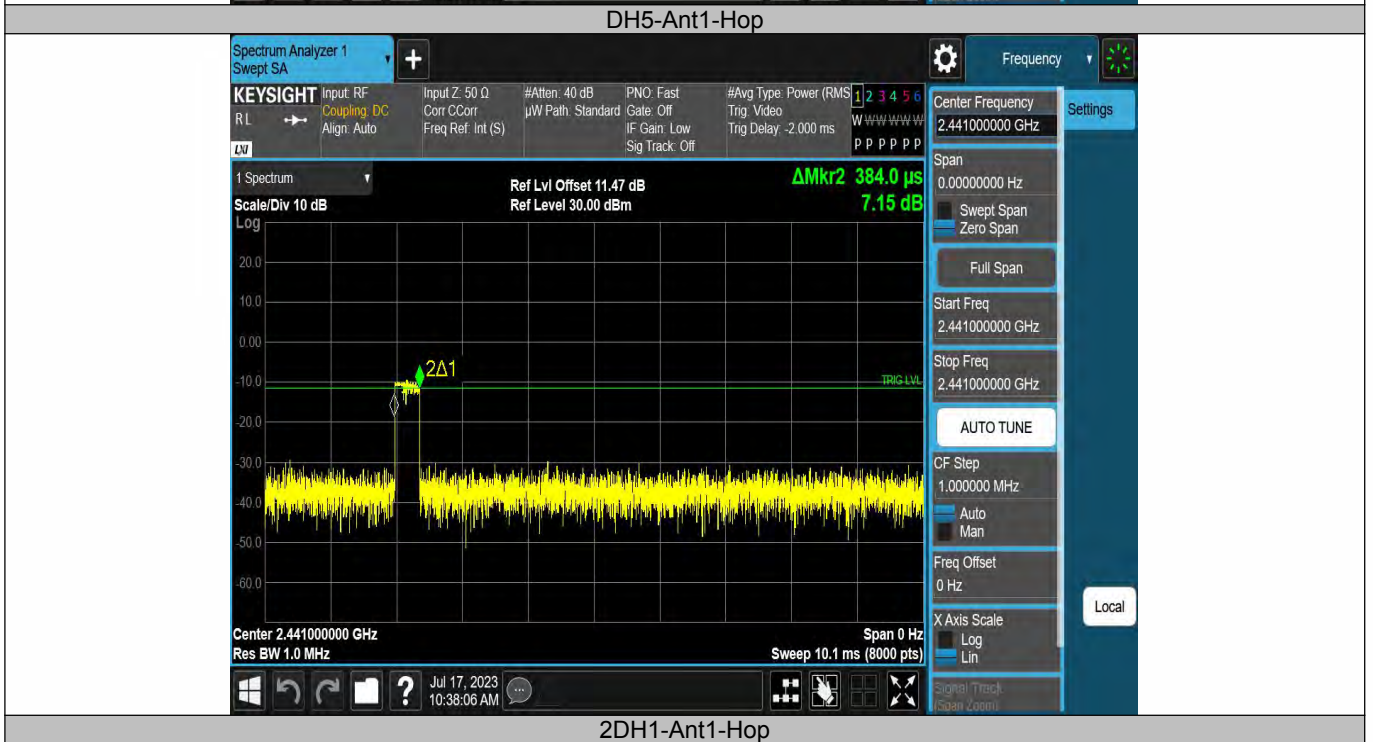 DH5-Ant1-Hop
Spectrum Analyzer 1
Swept SA
+
Frequency
KEYSIGHT
RL
LXI
Input: RF
Coupling: DC
Align: Auto
Input Z: 50 Ω
Corr CCorr
Freq Ref: Int (S)
#Atten: 40 dB
µW Path: Standard
PNO: Fast
Gate: Off
IF Gain: Low
Sig Track: Off
#Avg Type: Power (RMS
Trig: Video
Trig Delay: -2.000 ms
1 2 3 4 5 6
W W W W W W
P P P P P P
1 Spectrum
Scale/Div 10 dB
Log
Ref Lvl Offset 11.47 dB
Ref Level 30.00 dBm
ΔMkr2 384.0 µs
7.15 dB
20.0
10.0
0.00
-10.0
-20.0
-30.0
-40.0
-50.0
-60.0
2Δ1
TRIG LVL
Center 2.441000000 GHz
Res BW 1.0 MHz
Span 0 Hz
Sweep 10.1 ms (8000 pts)
Center Frequency
2.441000000 GHz
Settings
Span
0.00000000 Hz
Swept Span
Zero Span
Full Span
Start Freq
2.441000000 GHz
Stop Freq
2.441000000 GHz
AUTO TUNE
CF Step
1.000000 MHz
Auto
Man
Freq Offset
0 Hz
X Axis Scale
Log
Lin
Signal Track
(Span Zoom)
Local
?
Jul 17, 2023
10:38:06 AM
2DH1-Ant1-Hop